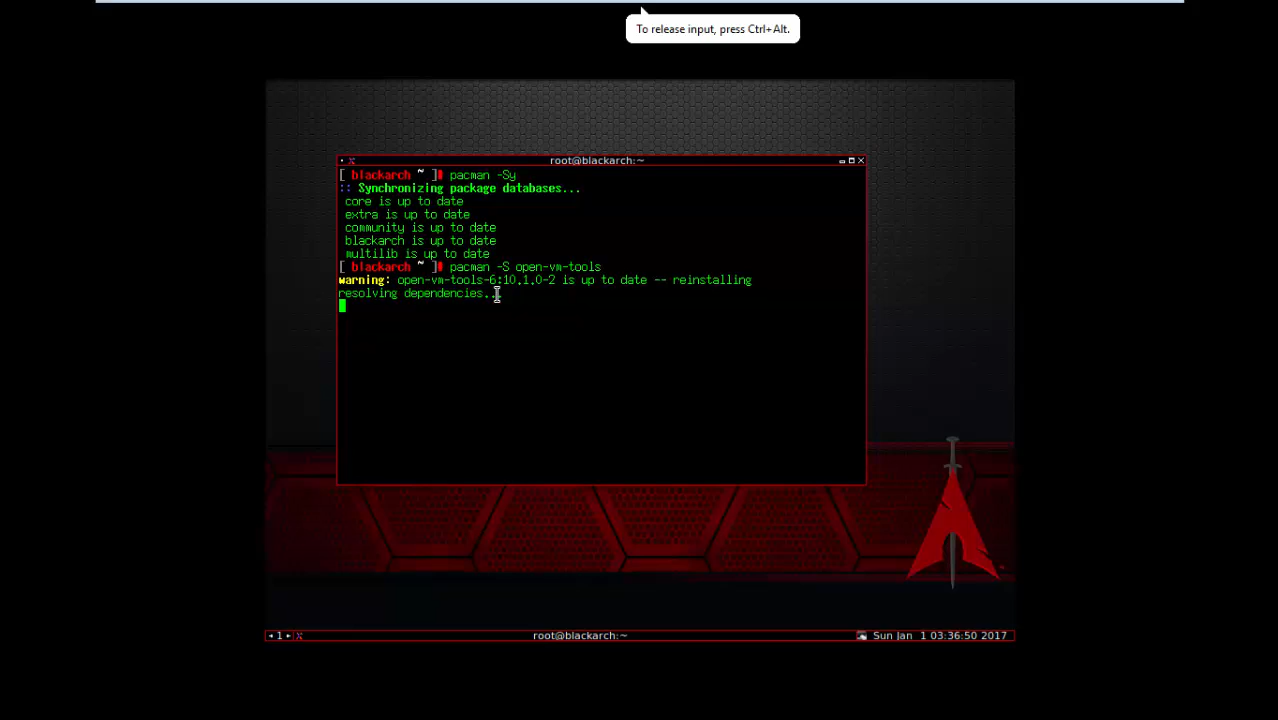 To release input, press Ctrl+Alt.
root@blackarch:~
[ blackarch ~ ]# pacman -Sy
:: Synchronizing package databases...
core is up to date
extra is up to date
community is up to date
blackarch is up to date
multilib is up to date
[ blackarch ~ ]# pacman -S open-vm-tools
warning: open-vm-tools-6:10.1.0-2 is up to date -- reinstalling
resolving dependencies...
1
root@blackarch:~
Sun Jan 1 03:36:50 2017